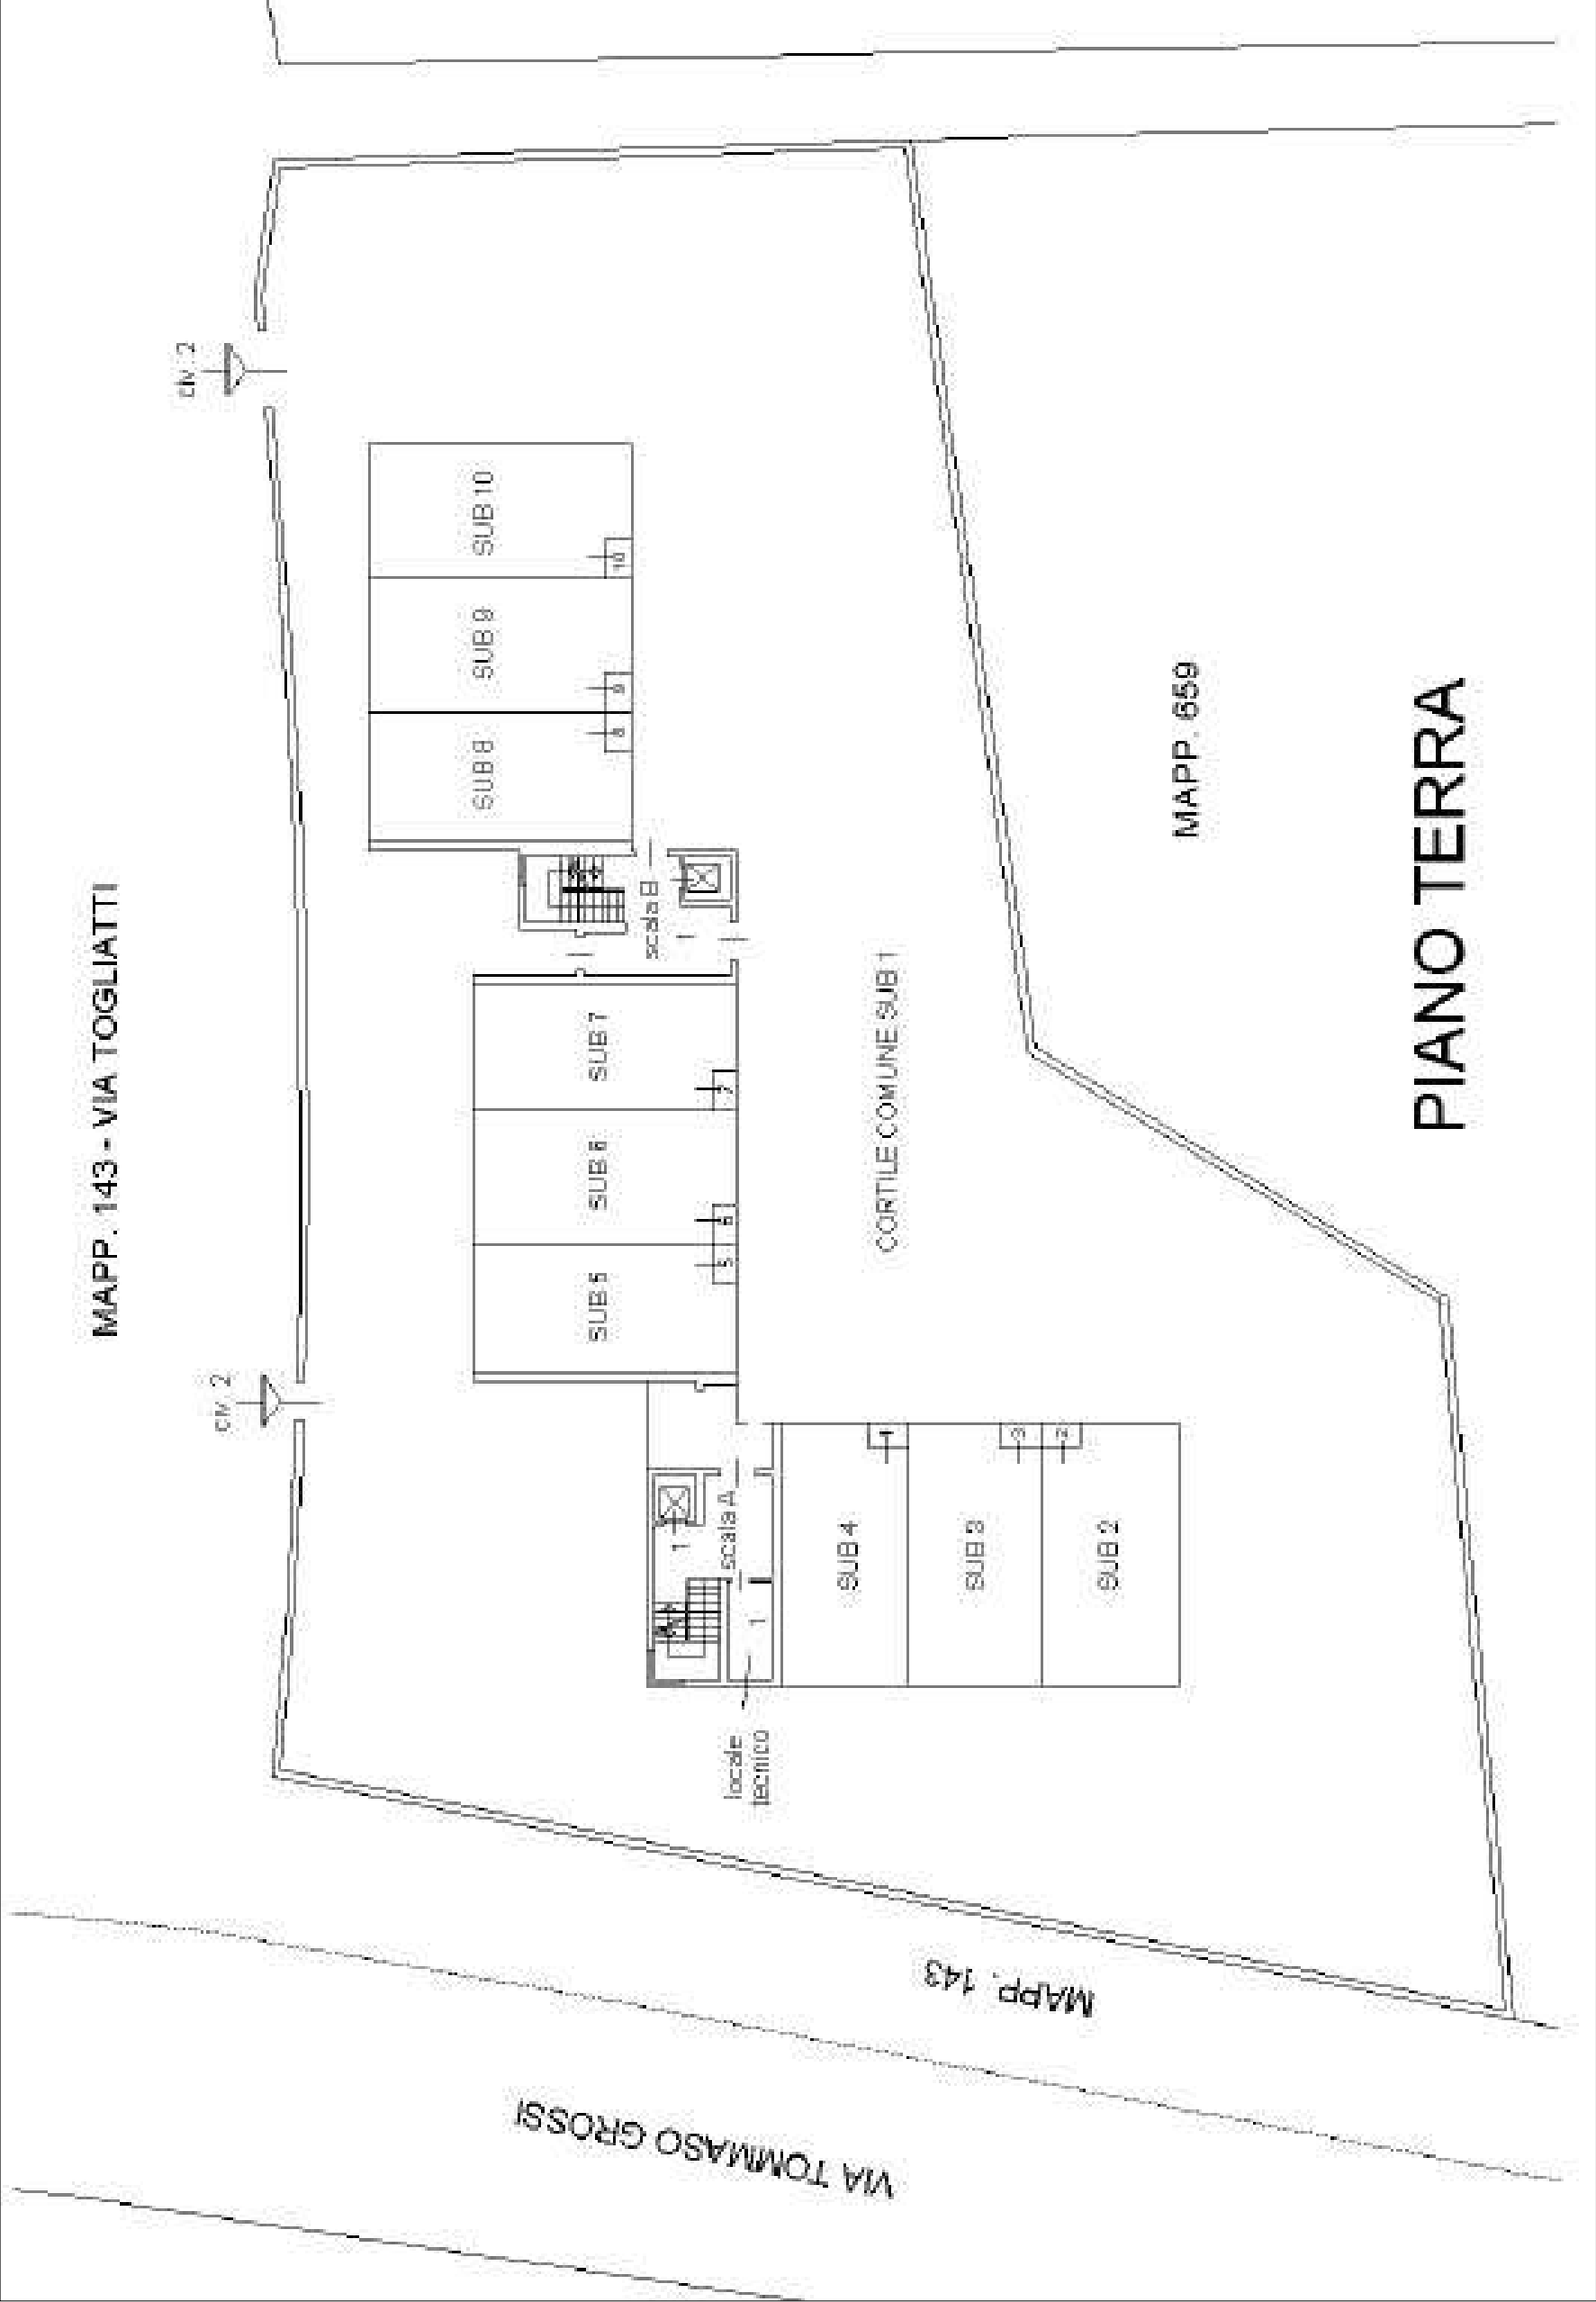 MAPP. 143 - VIA TOGLIATTI
civ. 2
civ. 2
SUB 10
SUB 9
SUB 8
10
9
8
scala B
SUB 7
SUB 6
SUB 5
7
6
5
CORTILE COMUNE SUB 1
scala A
1
1
locale
tecnico
SUB 4
SUB 3
SUB 2
4
3
2
MAPP. 659
PIANO TERRA
MAPP. 143
VIA TOMMASO GROSSI